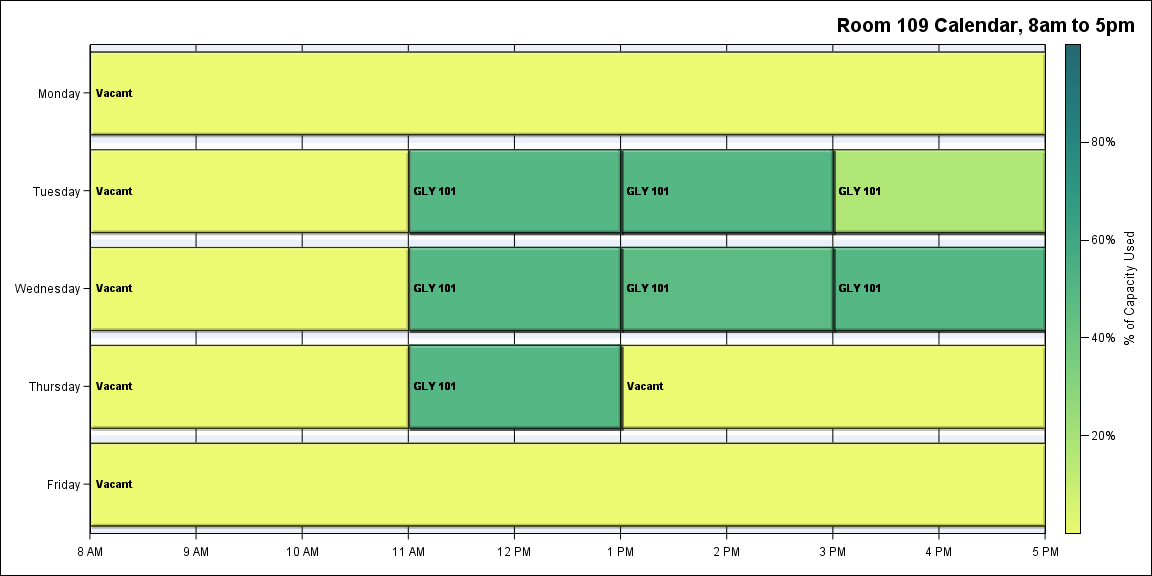 Room 109 Calendar, 8am to 5pm
Monday
Vacant
Tuesday
Vacant
GLY 101
GLY 101
GLY 101
Wednesday
Vacant
GLY 101
GLY 101
GLY 101
Thursday
Vacant
GLY 101
Vacant
Friday
Vacant
8 AM
9 AM
10 AM
11 AM
12 PM
1 PM
2 PM
3 PM
4 PM
5 PM
80%
60%
40%
20%
% of Capacity Used